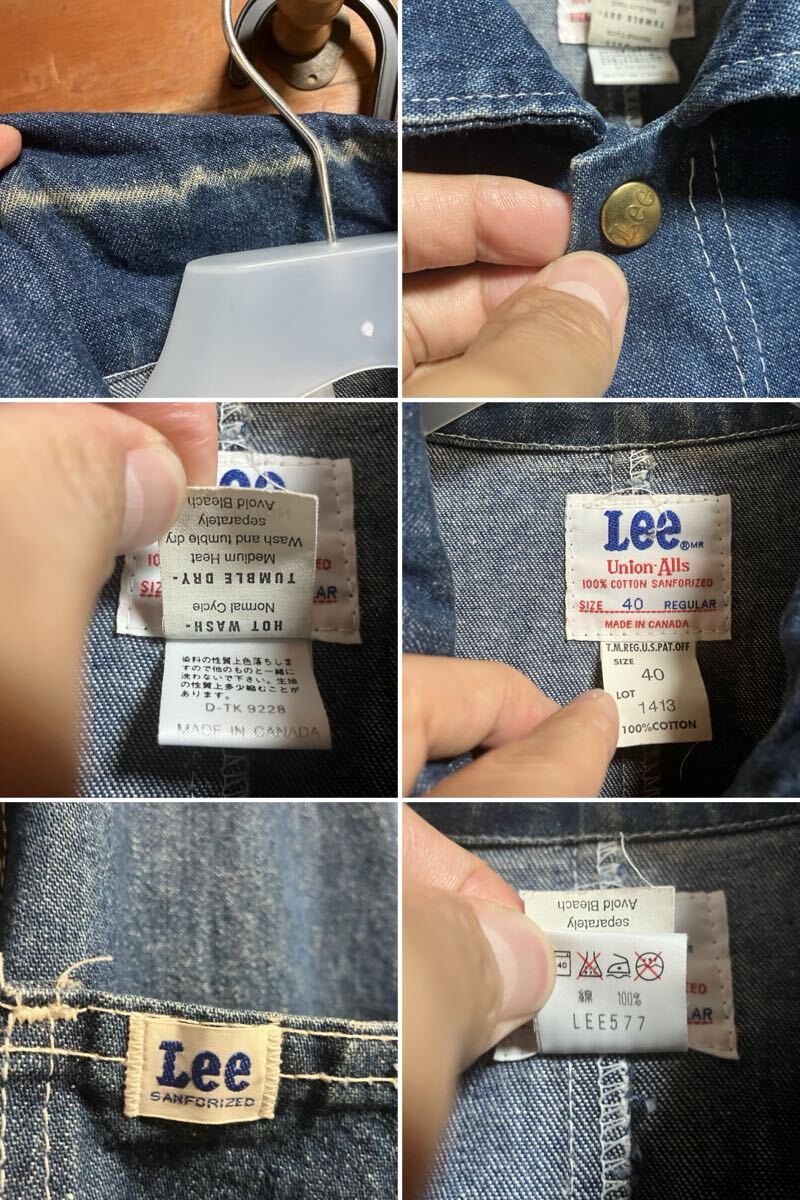 TUMBLE DRY-
Medium Heat
Lee
Lee
Avoid Bleach
separately
Wash and tumble dry
Medium Heat
TUMBLE DRY-
Normal Cycle
HOT WASH-
染料の性質上色落ちしま
すので他のものと一緒に
洗わないで下さい。生地
の性質上多少縮むことが
あります。
D-TK 9228
MADE IN CANADA
Lee®MR
Union-Alls
100% COTTON SANFORIZED
SIZE 40 REGULAR
MADE IN CANADA
T.M.REG.U.S.PAT.OFF
SIZE
40
LOT
1413
100%COTTON
Lee
SANFORIZED
Avoid Bleach
separately
40
綿 100%
LEE577